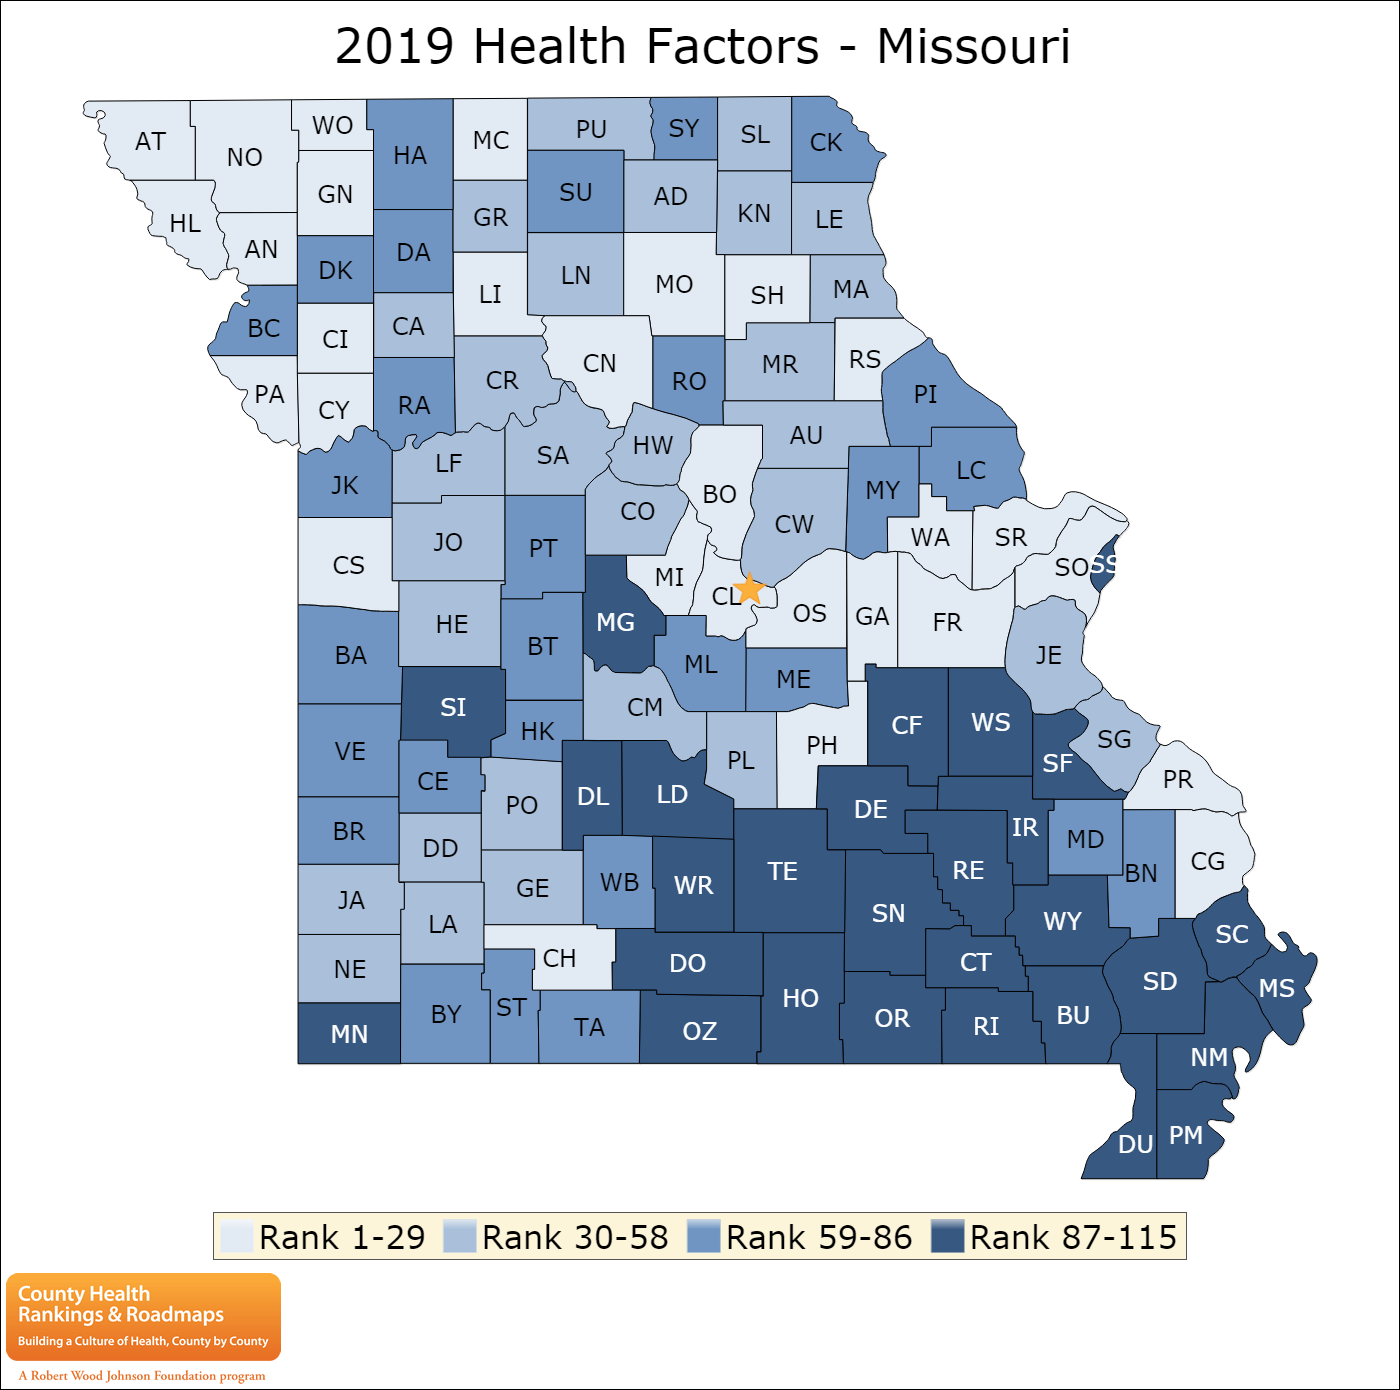 2019 Health Factors - Missouri
AT
NO
WO
HA
MC
PU
SY
SL
CK
GN
SU
AD
KN
LE
HL
AN
GR
DK
DA
LI
LN
MO
SH
MA
BC
CI
CA
CN
RO
MR
RS
PA
CY
RA
CR
PI
AU
JK
LF
SA
HW
BO
MY
LC
CO
CW
JO
PT
WA
SR
CS
MI
CL
SO
SS
HE
MG
OS
GA
FR
BA
BT
ML
ME
JE
SI
CM
CF
WS
VE
HK
PL
PH
SF
SG
CE
PO
DL
LD
DE
PR
BR
DD
IR
MD
JA
GE
WB
WR
TE
RE
BN
CG
LA
SN
WY
SC
NE
CH
DO
CT
SD
MS
MN
BY
ST
TA
OZ
HO
OR
RI
BU
NM
DU
PM
Rank 1-29 Rank 30-58 Rank 59-86 Rank 87-115
County Health
Rankings & Roadmaps
Building a Culture of Health, County by County
A Robert Wood Johnson Foundation program